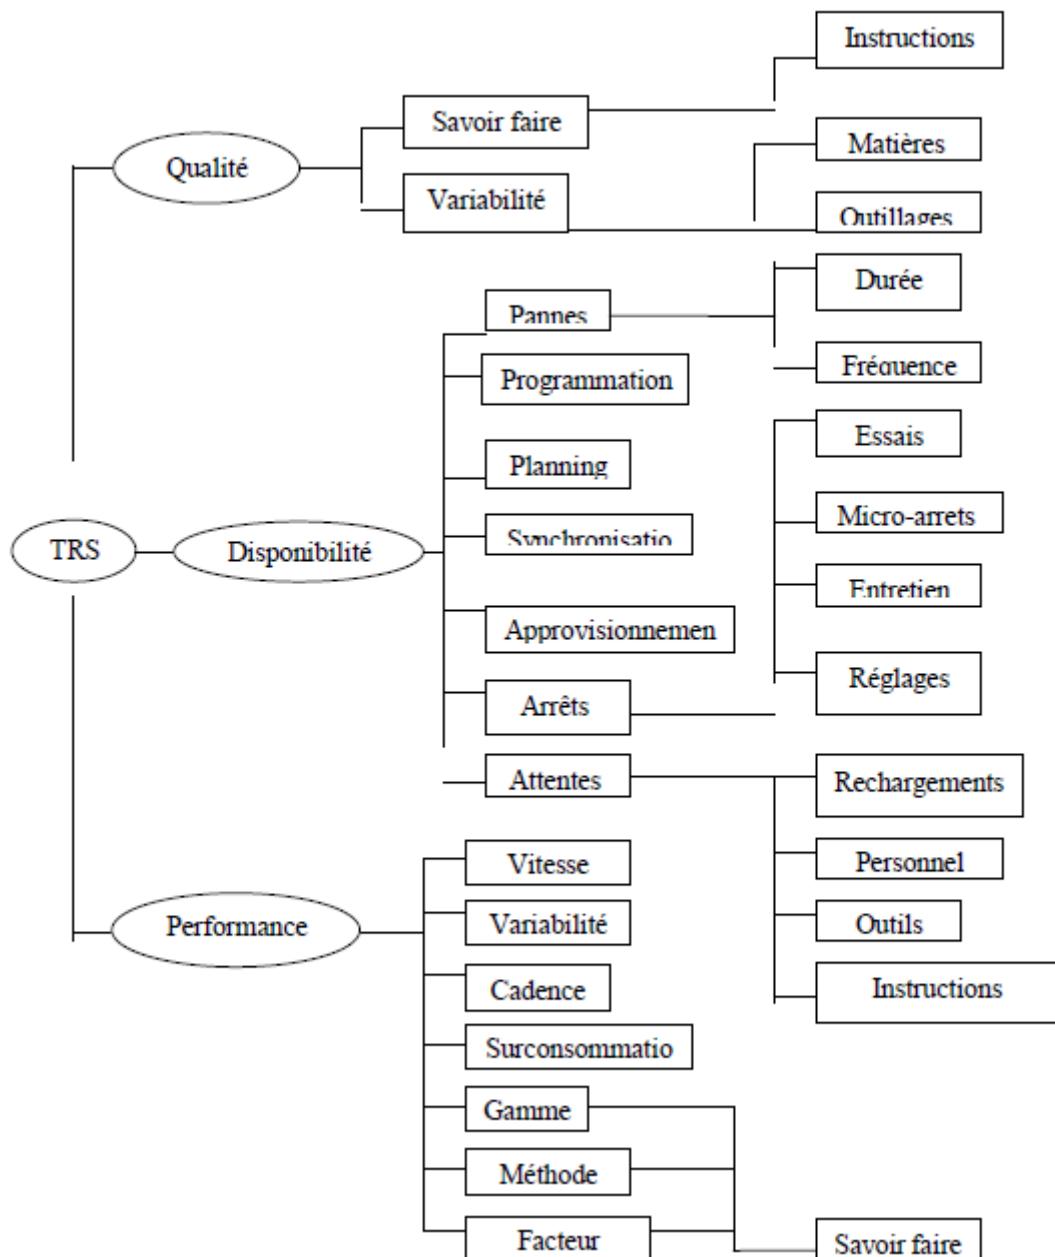 Instructions
Savoir faire
Matières
Qualité
Variabilité
Outillages
Durée
Pannes
Fréquence
Programmation
Essais
Planning
Micro-arrets
Synchronisatio
TRS
Disponibilité
Entretien
Approvisionnemen
Réglages
Arrêts
Attentes
Rechargements
Vitesse
Personnel
Performance
Variabilité
Outils
Cadence
Instructions
Surconsommatio
Gamme
Méthode
Facteur
Savoir faire